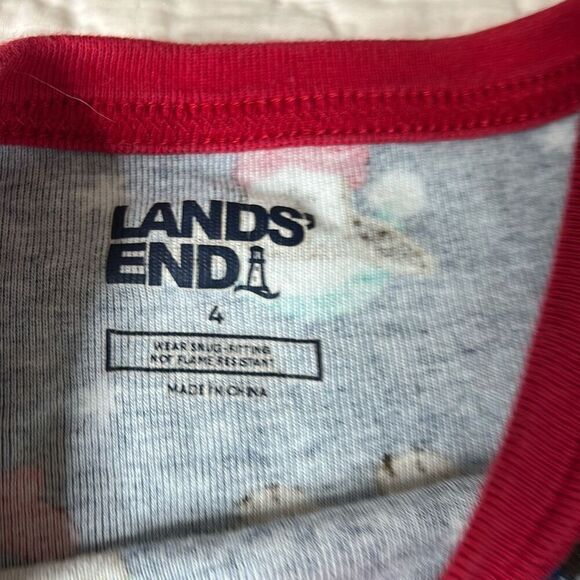 LANDS'
END
4
WEAR SNUG-FITTING
NOT FLAME RESISTANT
MADE IN CHINA